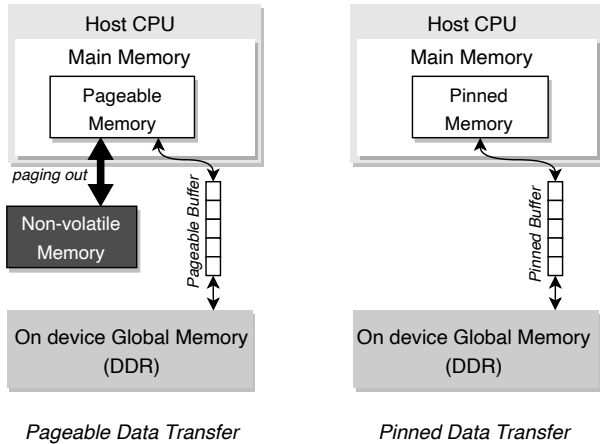 Host CPU
Main Memory
Pageable
Memory
paging out
Non-volatile
Memory
Pageable Buffer
On device Global Memory
(DDR)
Pageable Data Transfer
Host CPU
Main Memory
Pinned
Memory
Pinned Buffer
On device Global Memory
(DDR)
Pinned Data Transfer